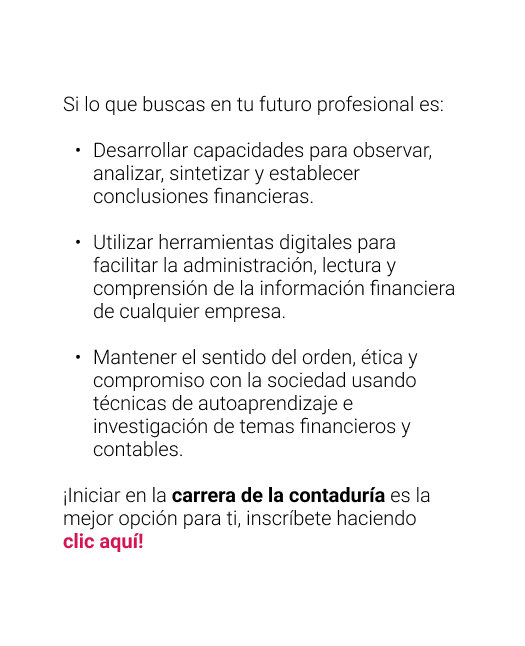 Si lo que buscas en tu futuro profesional es:
• Desarrollar capacidades para observar,
analizar, sintetizar y establecer
conclusiones financieras.
• Utilizar herramientas digitales para
facilitar la administración, lectura y
comprensión de la información financiera
de cualquier empresa.
• Mantener el sentido del orden, ética y
compromiso con la sociedad usando
técnicas de autoaprendizaje e
investigación de temas financieros y
contables.
¡Iniciar en la carrera de la contaduría es la
mejor opción para ti, inscríbete haciendo
clic aquí!